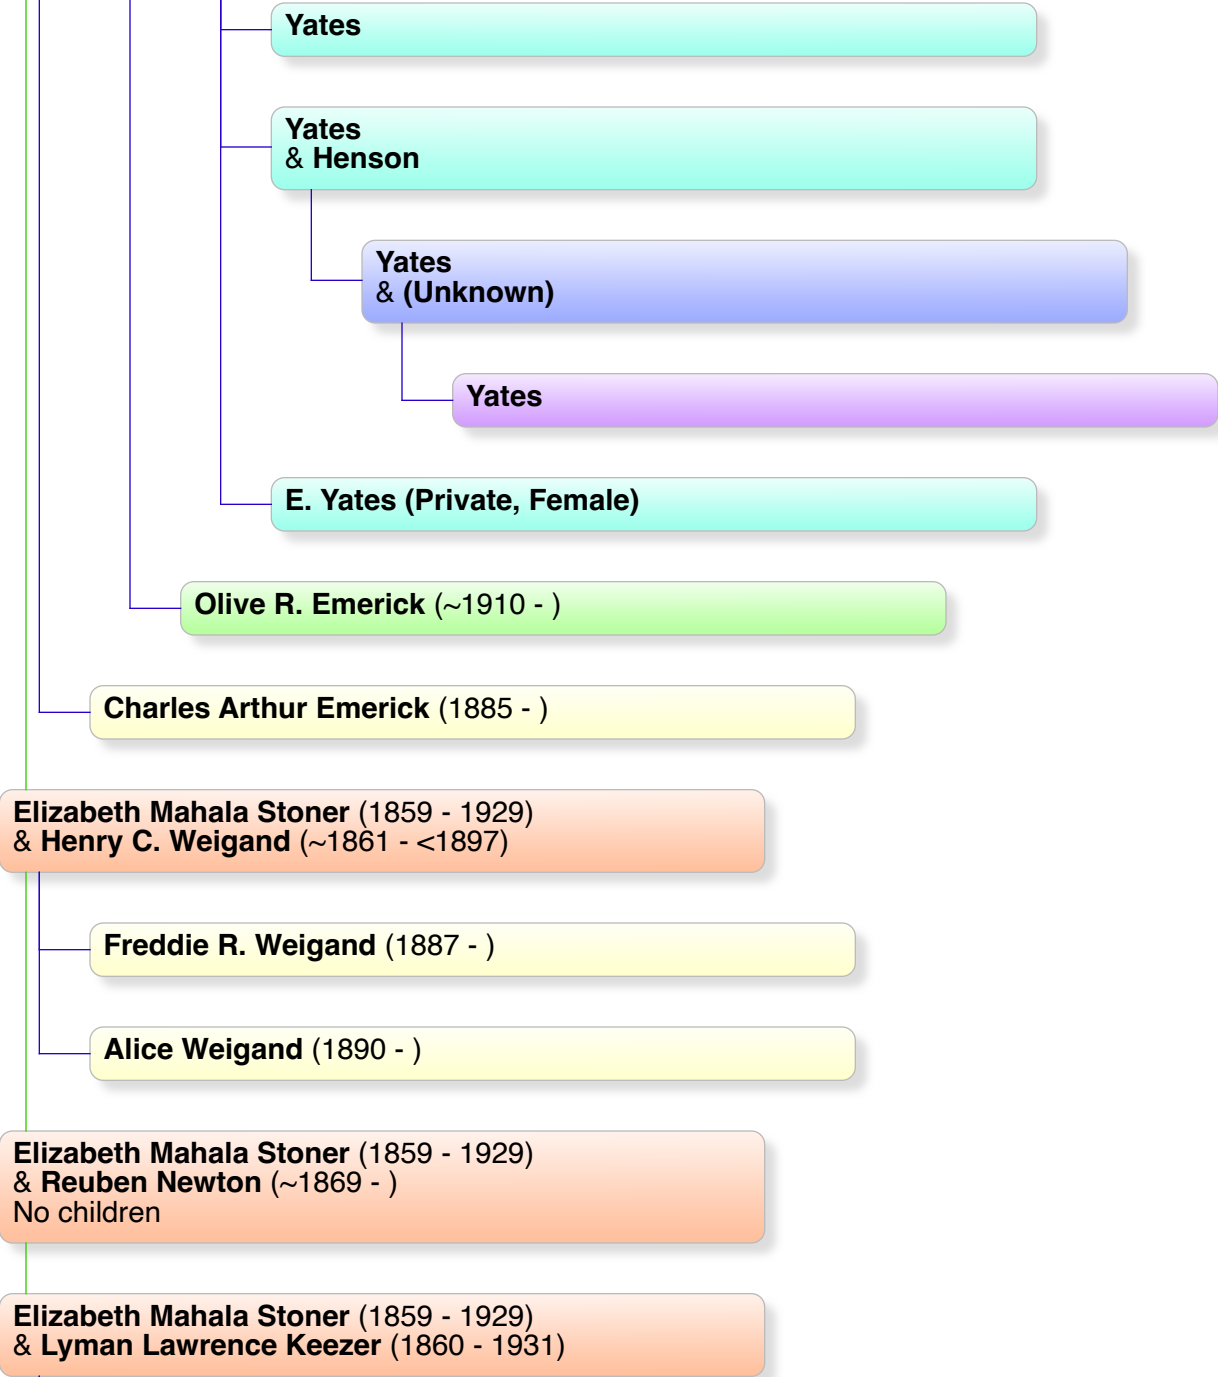 Yates
Yates
& Henson
Yates
& (Unknown)
Yates
E. Yates (Private, Female)
Olive R. Emerick (~1910 - )
Charles Arthur Emerick (1885 - )
Elizabeth Mahala Stoner (1859 - 1929)
& Henry C. Weigand (~1861 - <1897)
Freddie R. Weigand (1887 - )
Alice Weigand (1890 - )
Elizabeth Mahala Stoner (1859 - 1929)
& Reuben Newton (~1869 - )
No children
Elizabeth Mahala Stoner (1859 - 1929)
& Lyman Lawrence Keezer (1860 - 1931)